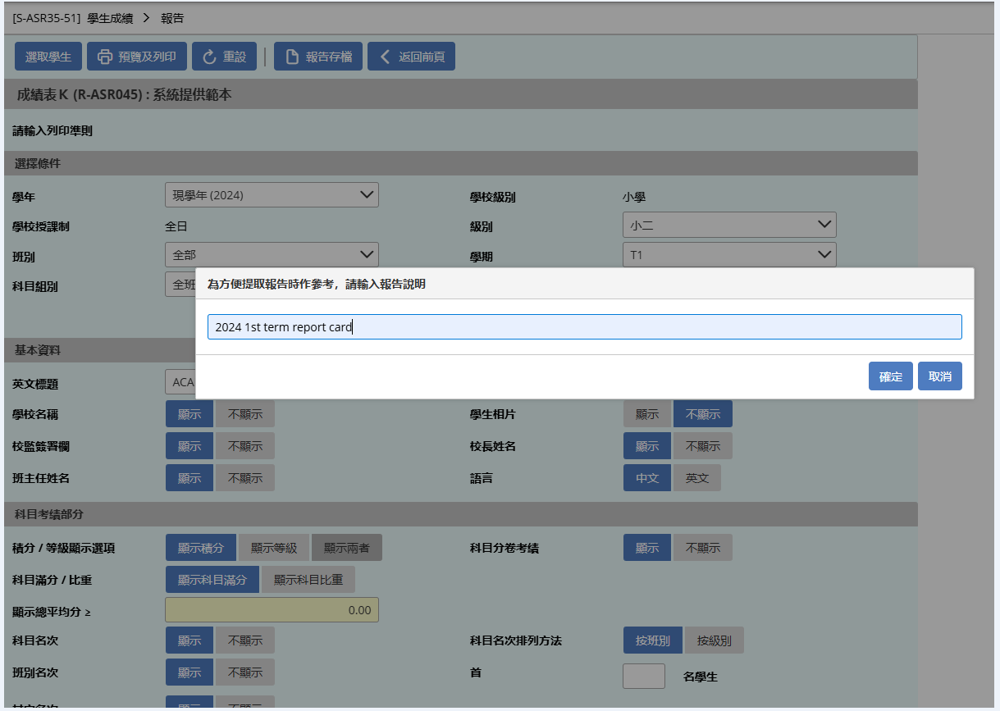 [S-ASR35-51] 學生成績 > 報告
選取學生 預覽及列印 重設 報告存檔 返回前頁
成績表 K (R-ASR045) : 系統提供範本
請輸入列印準則
選擇條件
學年 現學年 (2024) 學校級別 小學
學校授課制 全日 級別 小二
班別 全部 學期 T1
科目組別 全班
為方便提取報告時作參考，請輸入報告說明
2024 1st term report card
確定 取消
基本資料
英文標題 ACA
學校名稱 顯示 不顯示 學生相片 顯示 不顯示
校監簽署欄 顯示 不顯示 校長姓名 顯示 不顯示
班主任姓名 顯示 不顯示 語言 中文 英文
科目考績部分
積分 / 等級顯示選項 顯示積分 顯示等級 顯示兩者 科目分卷考績 顯示 不顯示
科目滿分 / 比重 顯示科目滿分 顯示科目比重
顯示總平均分 ≥ 0.00
科目名次 顯示 不顯示 科目名次排列方法 按班別 按級別
班別名次 顯示 不顯示 首 名學生